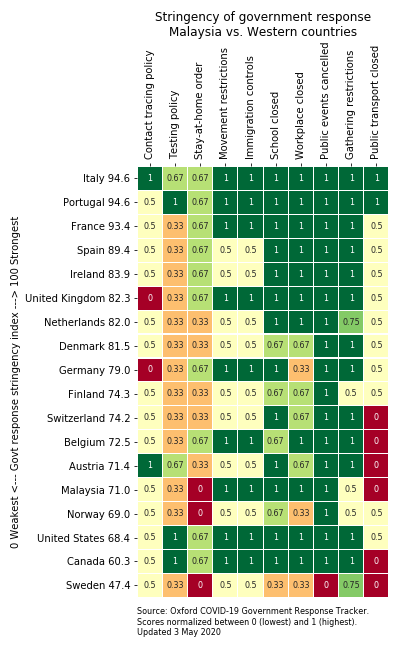 Stringency of government response
Malaysia vs. Western countries
Contact tracing policy
Testing policy
Stay-at-home order
Movement restrictions
Immigration controls
School closed
Workplace closed
Public events cancelled
Gathering restrictions
Public transport closed
0 Weakest <--- Govt response stringency index ---> 100 Strongest
Italy 94.6 1 0.67 0.67 1 1 1 1 1 1 1
Portugal 94.6 0.5 1 0.67 1 1 1 1 1 1 1
France 93.4 0.5 0.33 0.67 1 1 1 1 1 1 0.5
Spain 89.4 0.5 0.33 0.67 0.5 0.5 1 1 1 1 0.5
Ireland 83.9 0.5 0.33 0.67 0.5 0.5 1 1 1 1 0.5
United Kingdom 82.3 0 0.33 0.67 1 1 1 1 1 1 0.5
Netherlands 82.0 0.5 0.33 0.33 0.5 0.5 1 1 1 0.75 0.5
Denmark 81.5 0.5 0.33 0.67 0.5 0.5 0.67 0.67 1 1 0.5
Germany 79.0 0 0.33 0.67 1 1 1 0.33 1 1 0.5
Finland 74.3 0.5 0.33 0.33 0.5 0.5 0.67 0.67 1 0.5 0.5
Switzerland 74.2 0.5 0.33 0.33 0.5 0.5 1 0.67 1 1 0
Belgium 72.5 0.5 0.33 0.67 1 1 0.67 1 1 1 0
Austria 71.4 1 0.67 0.33 0.5 0.5 1 0.67 1 1 0
Malaysia 71.0 0.5 0.33 0 1 1 1 1 1 0.5 0
Norway 69.0 0.5 0.33 0 0.5 0.5 0.67 0.33 1 0.5 0.5
United States 68.4 0.5 1 0.67 1 1 1 1 1 1 0.5
Canada 60.3 0.5 1 0.67 1 1 1 1 1 1 0
Sweden 47.4 0.5 0.33 0 0.5 0.5 0.33 0.33 0 0.75 0
Source: Oxford COVID-19 Government Response Tracker.
Scores normalized between 0 (lowest) and 1 (highest).
Updated 3 May 2020